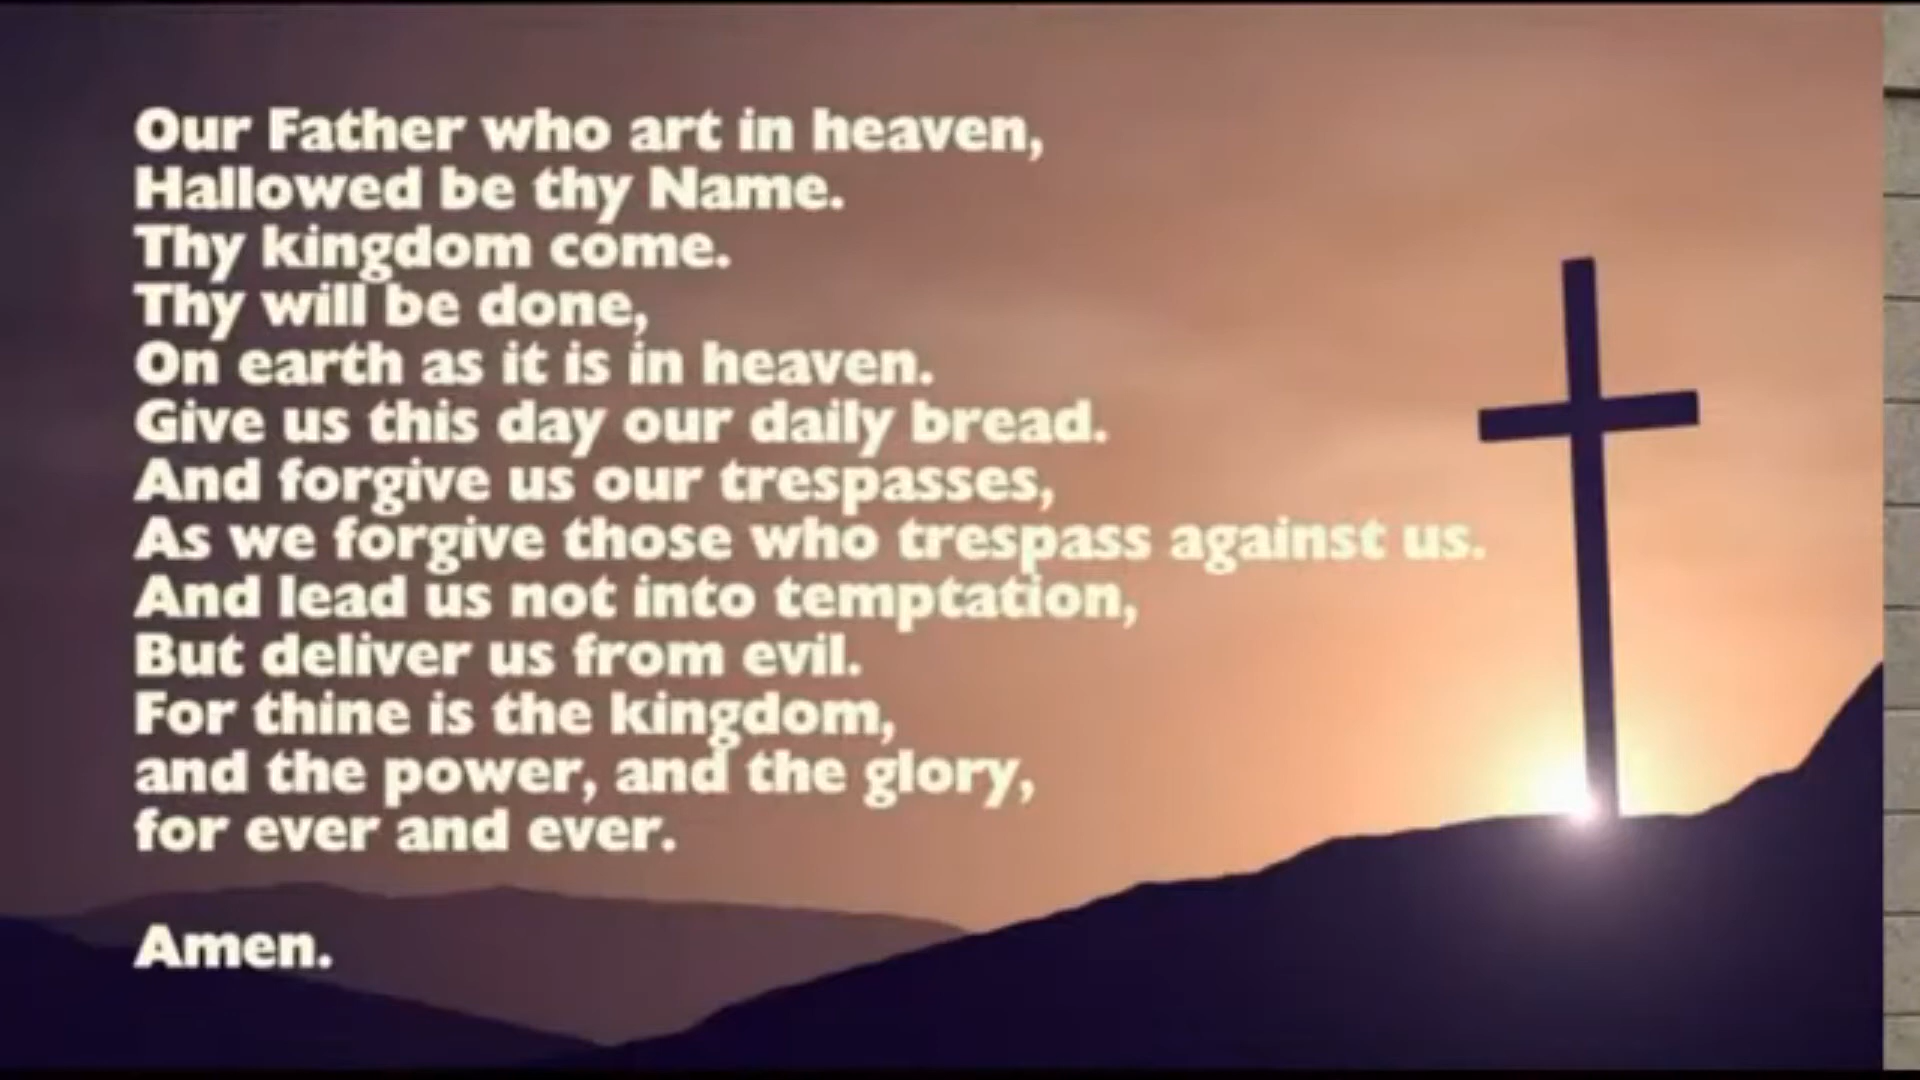 Our Father who art in heaven,
Hallowed be thy Name.
Thy kingdom come.
Thy will be done,
On earth as it is in heaven.
Give us this day our daily bread.
And forgive us our trespasses,
As we forgive those who trespass against us.
And lead us not into temptation,
But deliver us from evil.
For thine is the kingdom,
and the power, and the glory,
for ever and ever.
Amen.